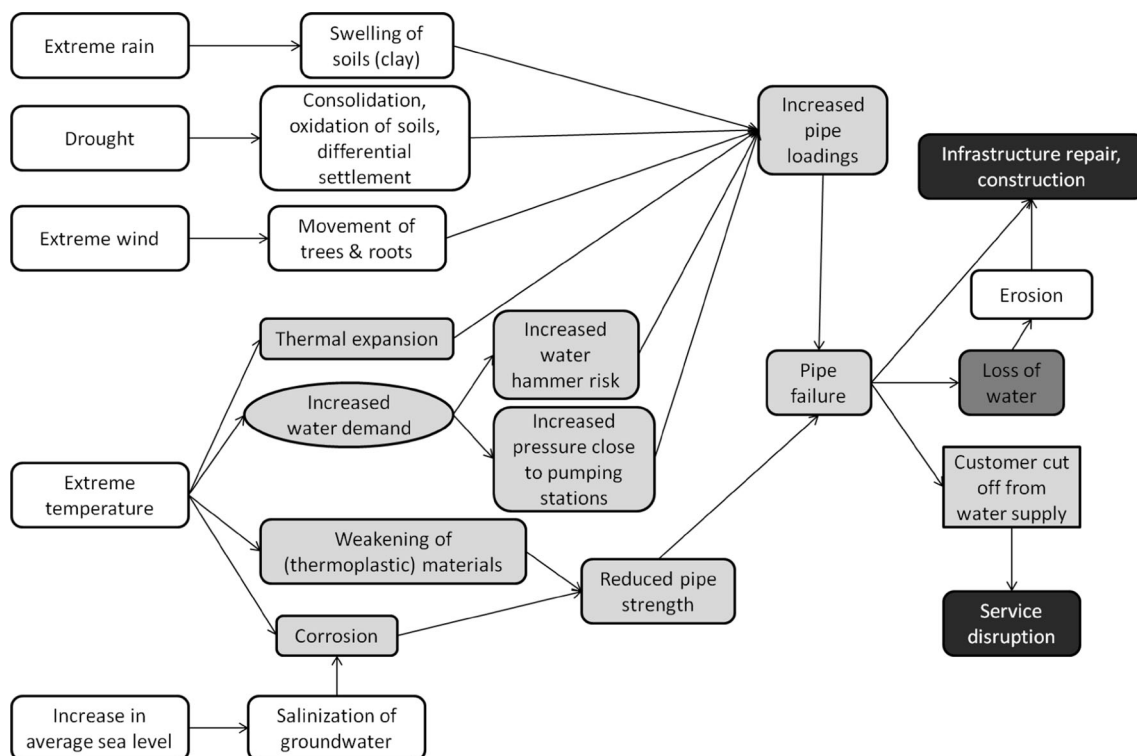 Extreme rain
Swelling of
soils (clay)
Drought
Consolidation,
oxidation of soils,
differential
settlement
Extreme wind
Movement of
trees & roots
Increased
pipe
loadings
Infrastructure repair,
construction
Erosion
Thermal expansion
Increased
water
hammer risk
Increased
water demand
Increased
pressure close
to pumping
stations
Pipe
failure
Loss of
water
Customer cut
off from
water supply
Extreme
temperature
Weakening of
(thermoplastic) materials
Reduced pipe
strength
Corrosion
Service
disruption
Increase in
average sea level
Salinization of
groundwater